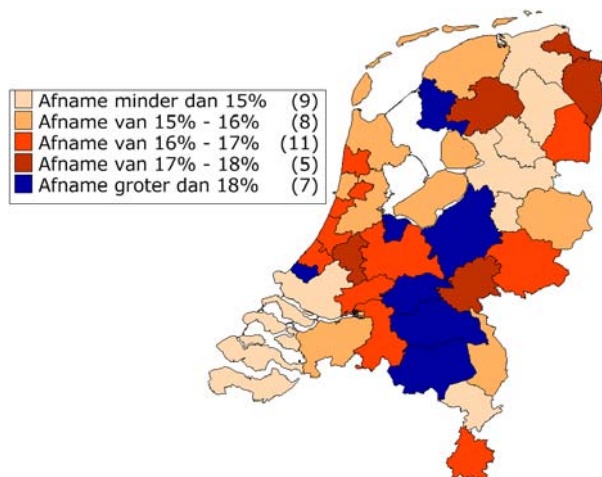 Afname minder dan 15% (9)
Afname van 15% - 16% (8)
Afname van 16% - 17% (11)
Afname van 17% - 18% (5)
Afname groter dan 18% (7)